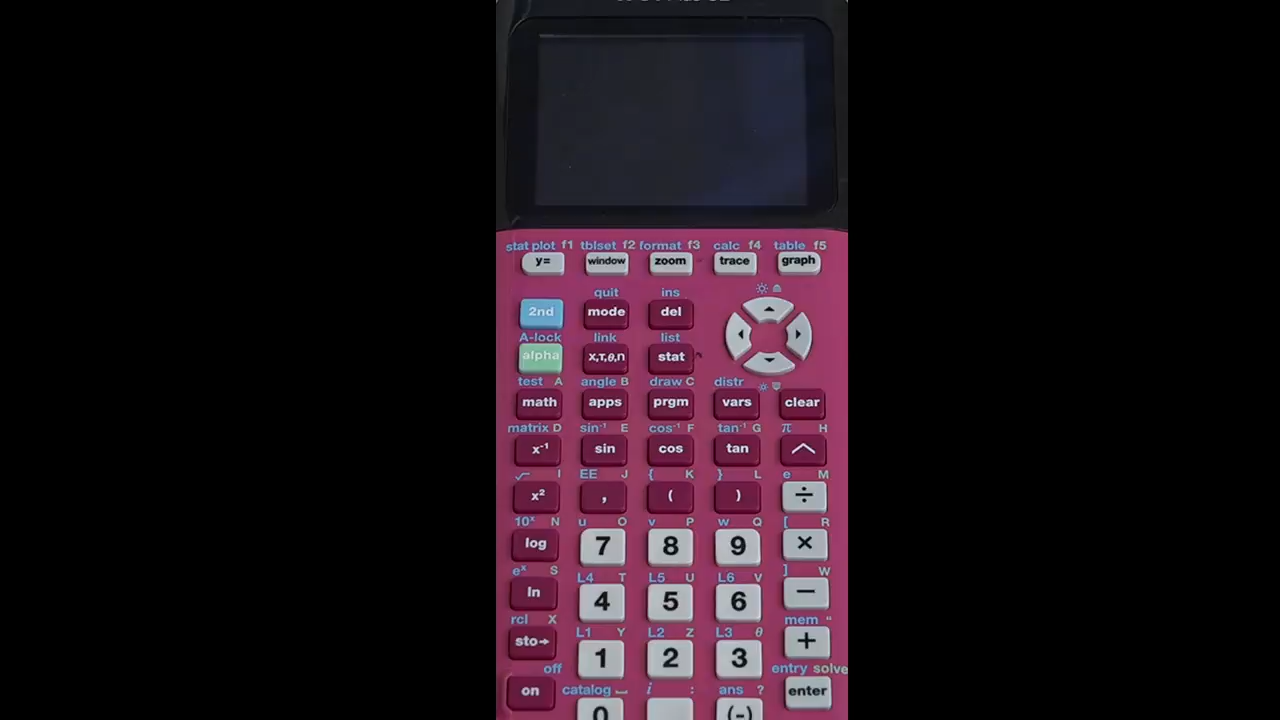 stat plot f1 tblset f2 format f3 calc f4 table f5
y= window zoom trace graph
quit ins
2nd mode del
A-lock link list
alpha X,T,θ,n stat
test A angle B draw C distr
math apps prgm vars clear
matrix D sin⁻¹ E cos⁻¹ F tan⁻¹ G π H
x⁻¹ sin cos tan ^
√ I EE J { K } L e M
x² , ( ) ÷
10ˣ N u O v P w Q [ R
log 7 8 9 ×
eˣ S L4 T L5 U L6 V ] W
ln 4 5 6 −
rcl X L1 Y L2 Z L3 θ mem "
sto→ 1 2 3 +
off catalog i : ans ? entry solve
on 0 (-) enter